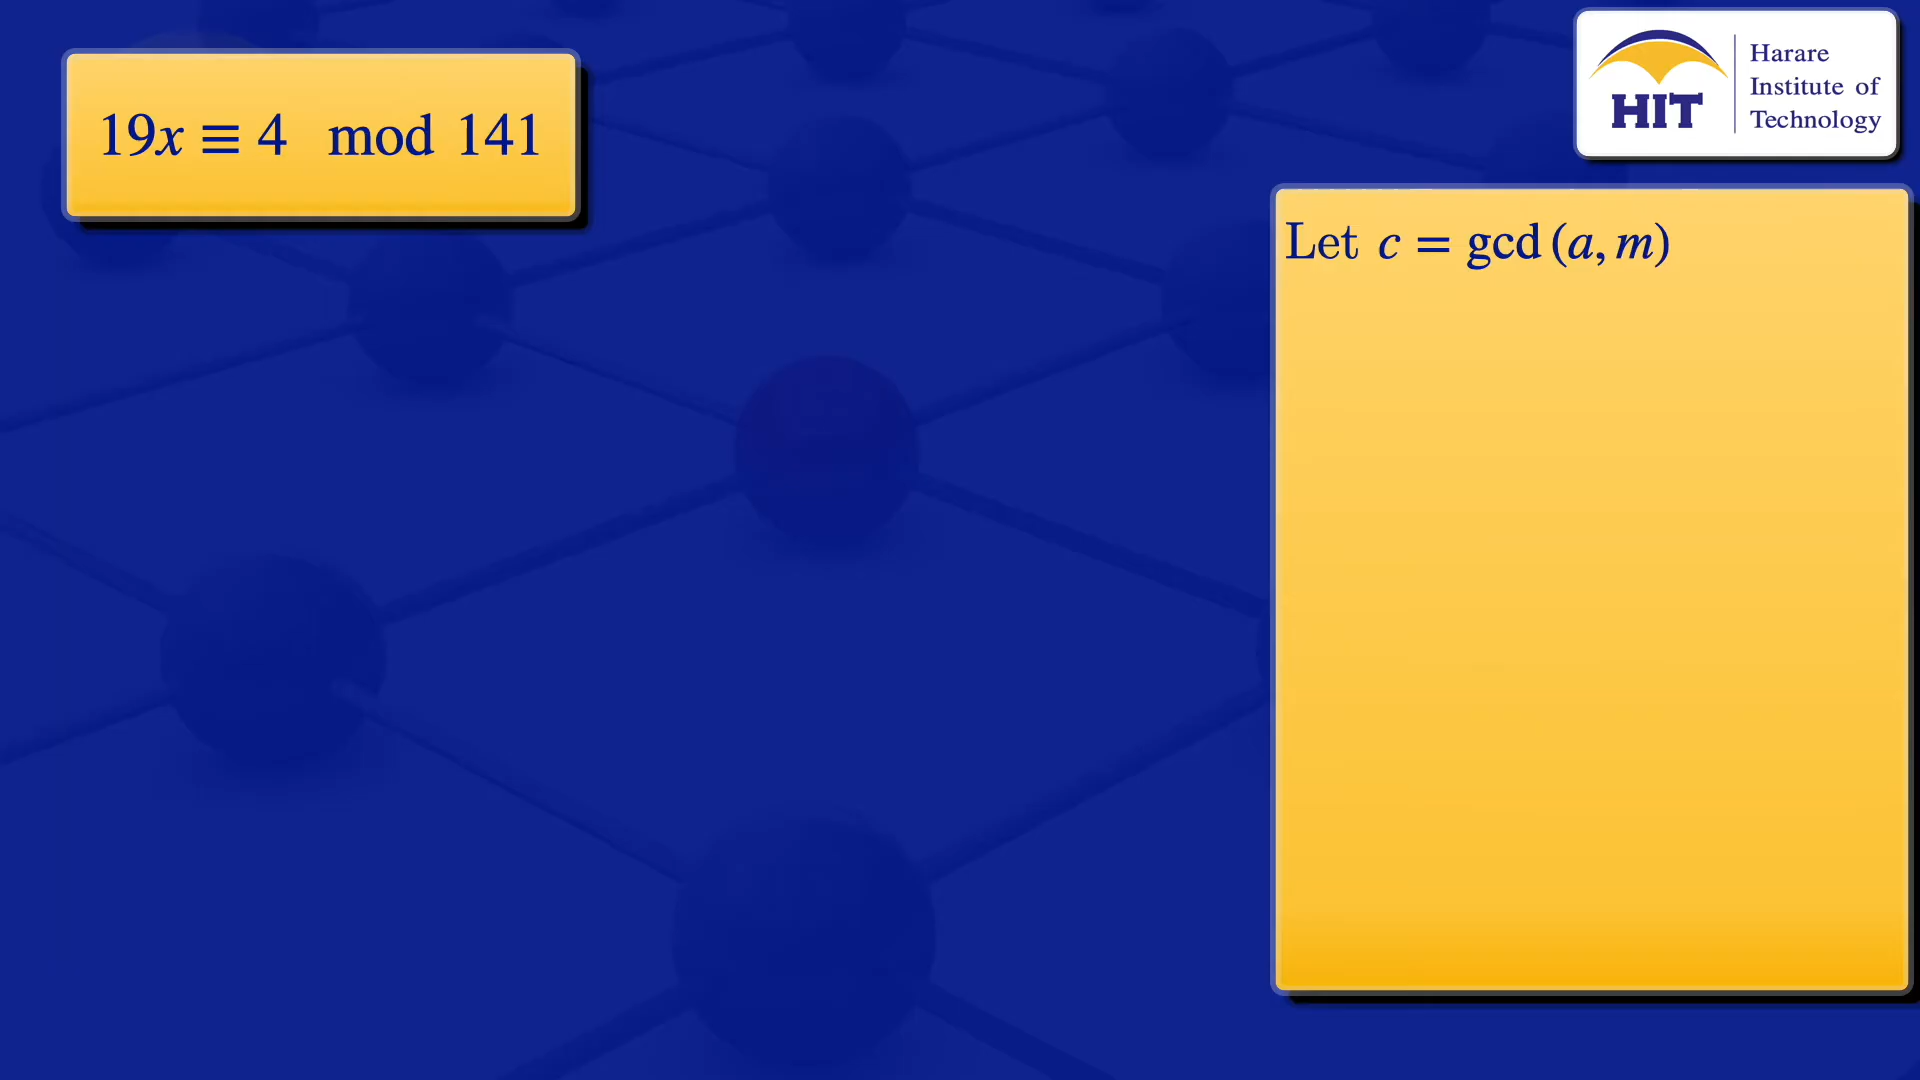 19x ≡ 4 mod 141
HIT
Harare
Institute of
Technology
Let c = gcd (a, m)